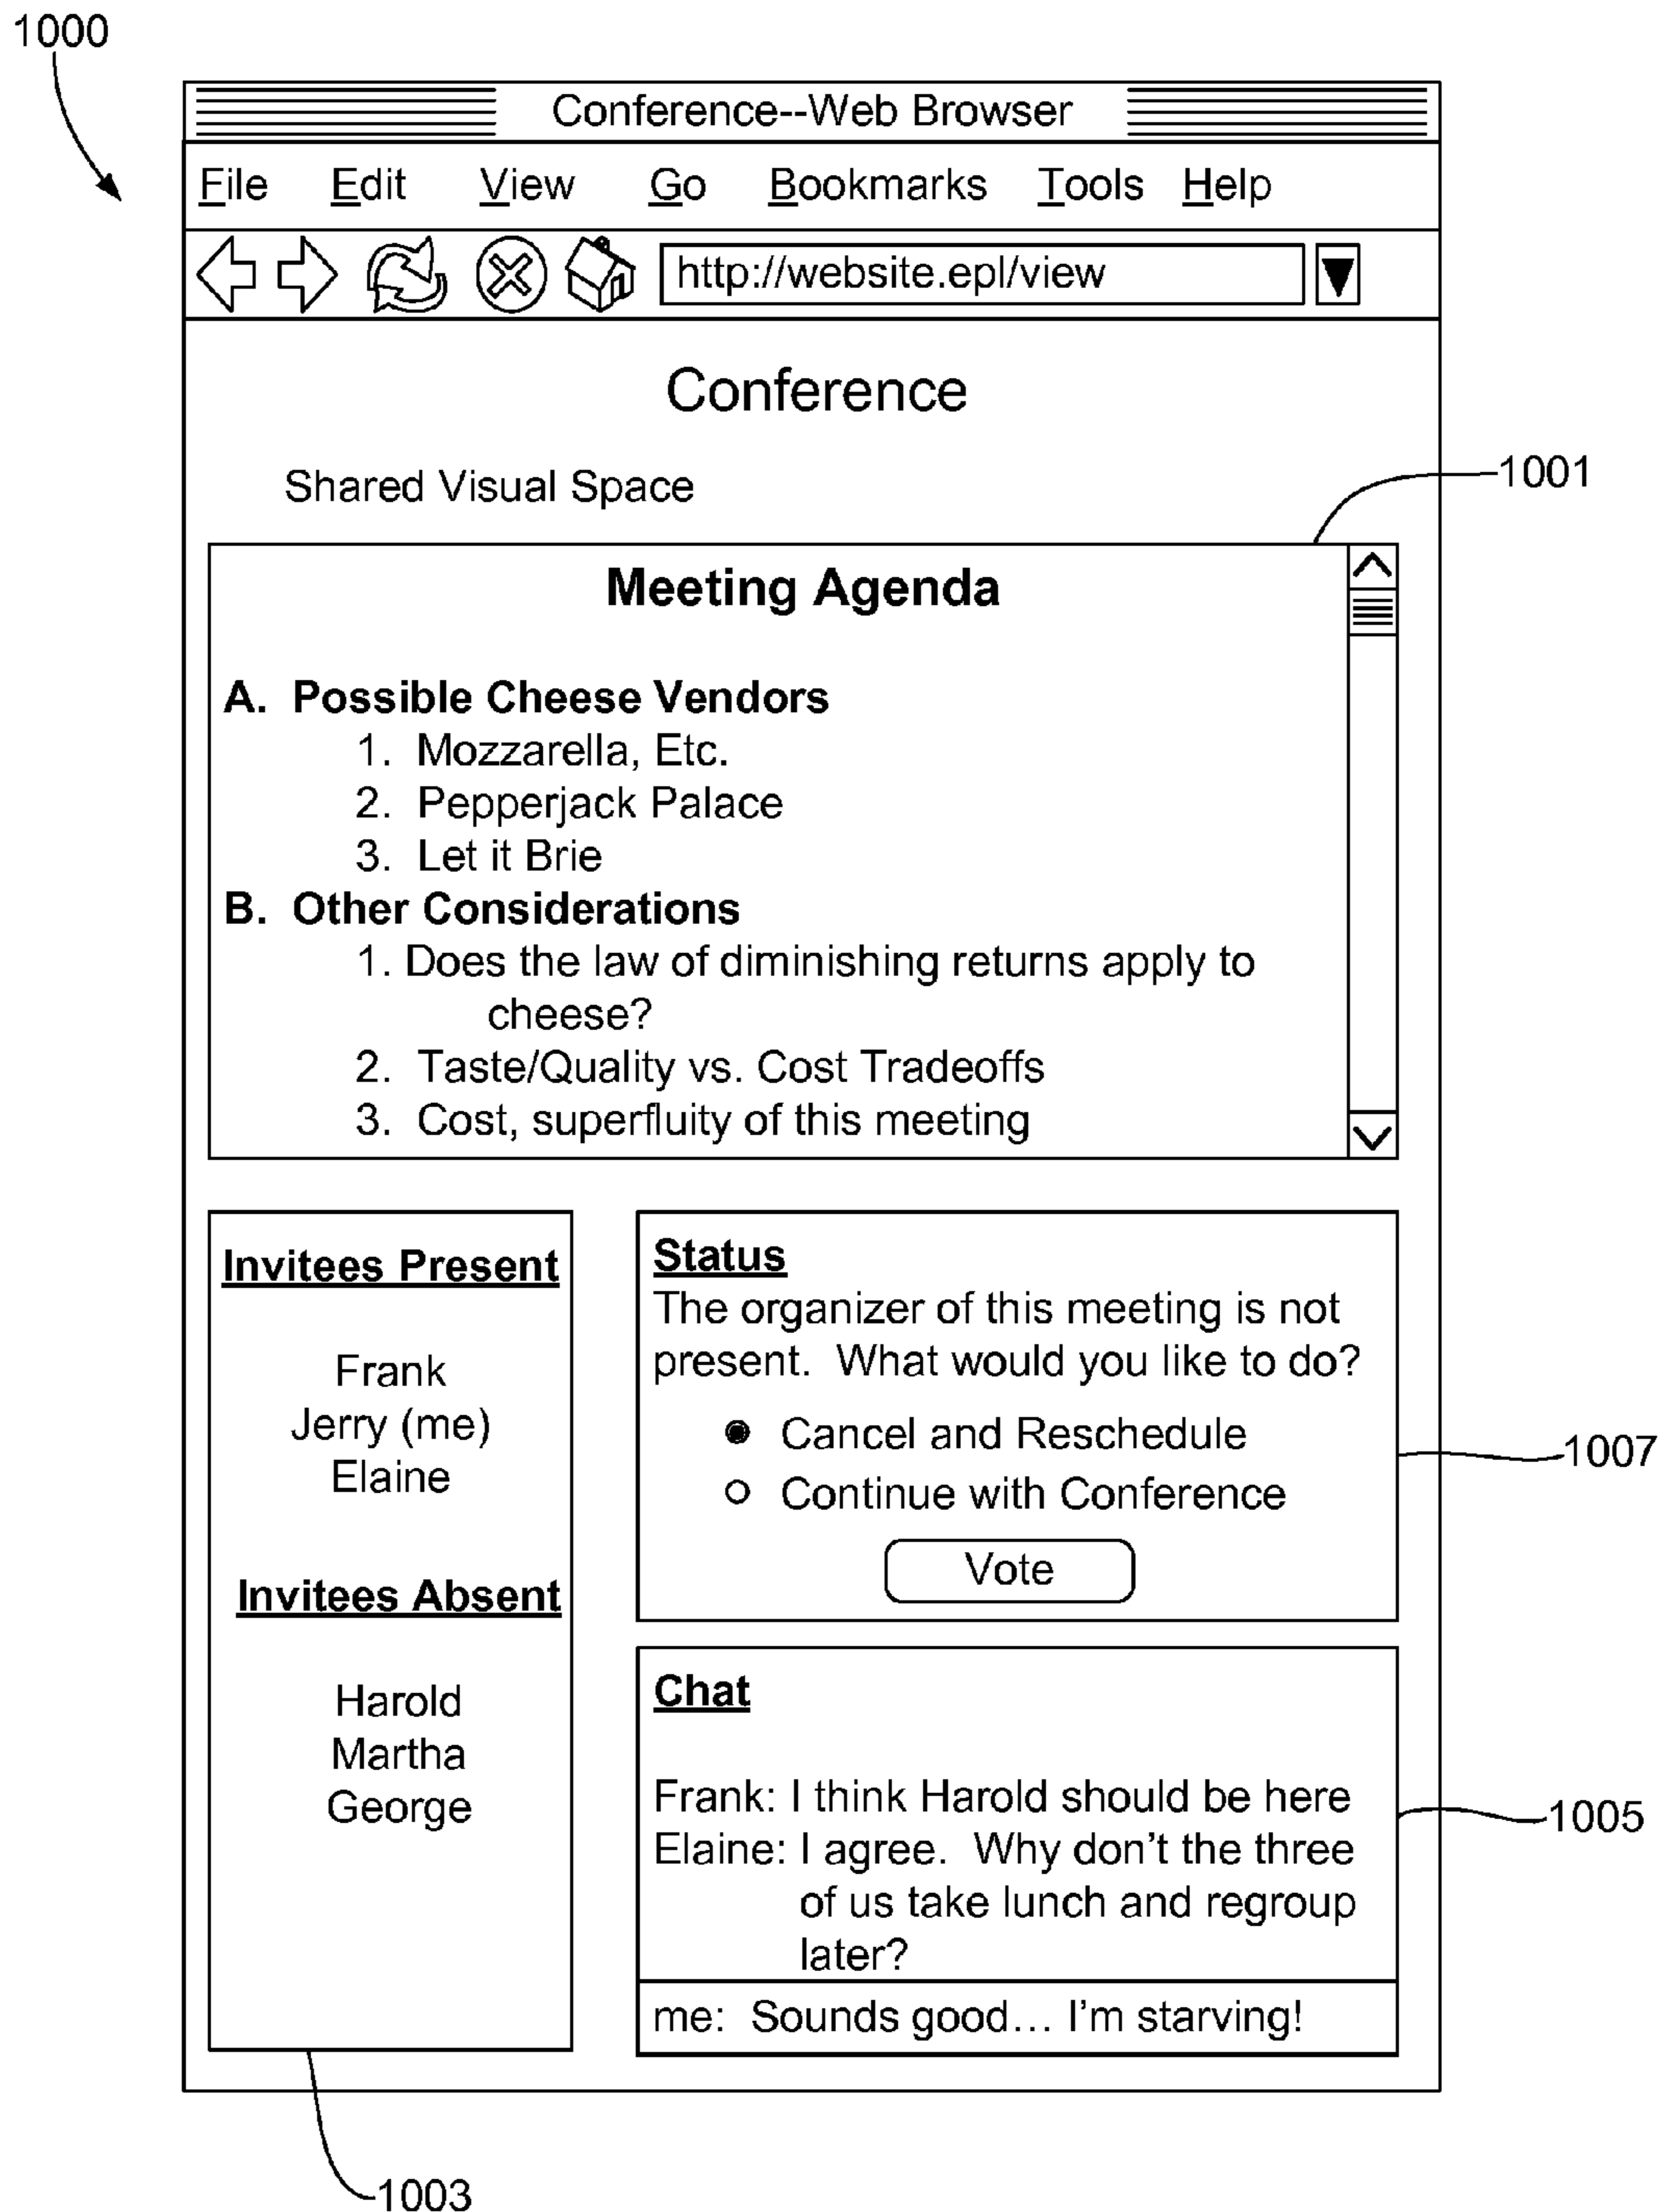 1000
Conference--Web Browser
File Edit View Go Bookmarks Tools Help
http://website.epl/view
Conference
Shared Visual Space
1001
Meeting Agenda
A. Possible Cheese Vendors
1. Mozzarella, Etc.
2. Pepperjack Palace
3. Let it Brie
B. Other Considerations
1. Does the law of diminishing returns apply to
cheese?
2. Taste/Quality vs. Cost Tradeoffs
3. Cost, superfluity of this meeting
Invitees Present
Frank
Jerry (me)
Elaine
Invitees Absent
Harold
Martha
George
1003
Status
The organizer of this meeting is not
present. What would you like to do?
Cancel and Reschedule
Continue with Conference
Vote
1007
Chat
Frank: I think Harold should be here
Elaine: I agree. Why don't the three
of us take lunch and regroup
later?
me: Sounds good... I'm starving!
1005